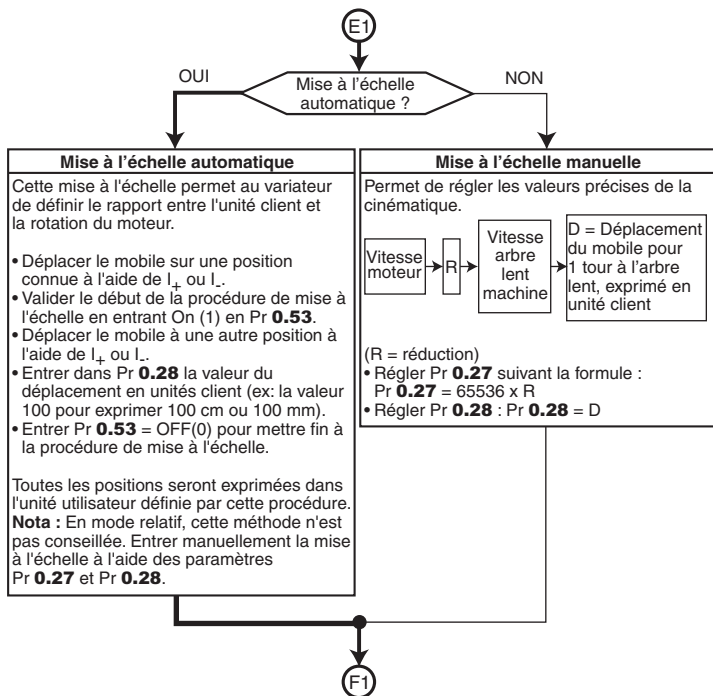 E1
OUI
Mise à l'échelle
automatique ?
NON
Mise à l'échelle automatique
Cette mise à l'échelle permet au variateur
de définir le rapport entre l'unité client et
la rotation du moteur.
• Déplacer le mobile sur une position
connue à l'aide de I+ ou I-.
• Valider le début de la procédure de mise à
l'échelle en entrant On (1) en Pr 0.53.
• Déplacer le mobile à une autre position à
l'aide de I+ ou I-.
• Entrer dans Pr 0.28 la valeur du
déplacement en unités client (ex: la valeur
100 pour exprimer 100 cm ou 100 mm).
• Entrer Pr 0.53 = OFF(0) pour mettre fin à
la procédure de mise à l'échelle.
Toutes les positions seront exprimées dans
l'unité utilisateur définie par cette procédure.
Nota : En mode relatif, cette méthode n'est
pas conseillée. Entrer manuellement la mise
à l'échelle à l'aide des paramètres
Pr 0.27 et Pr 0.28.
Mise à l'échelle manuelle
Permet de régler les valeurs précises de la
cinématique.
Vitesse
moteur
R
Vitesse
arbre
lent
machine
D = Déplacement
du mobile pour
1 tour à l'arbre
lent, exprimé en
unité client
(R = réduction)
• Régler Pr 0.27 suivant la formule :
Pr 0.27 = 65536 x R
• Régler Pr 0.28 : Pr 0.28 = D
F1